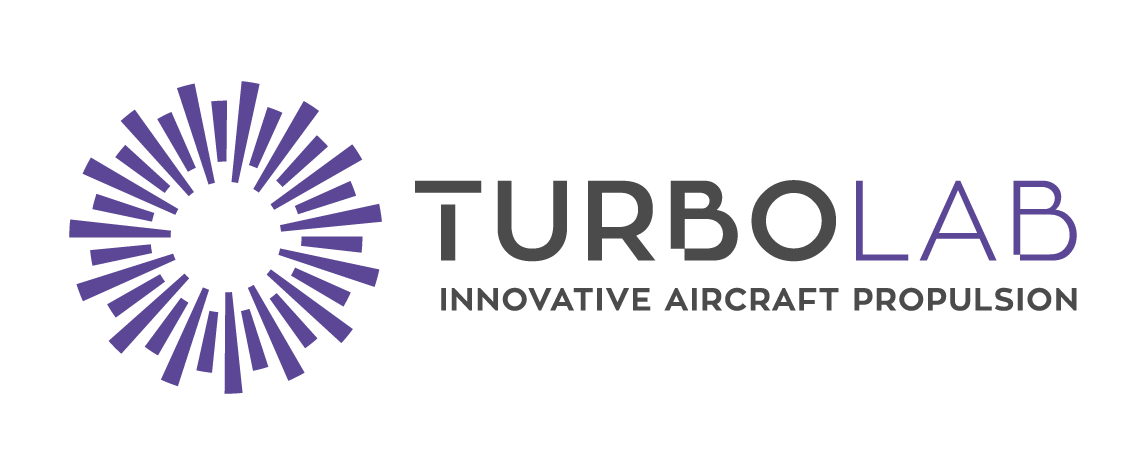 TURBOLAB
INNOVATIVE AIRCRAFT PROPULSION